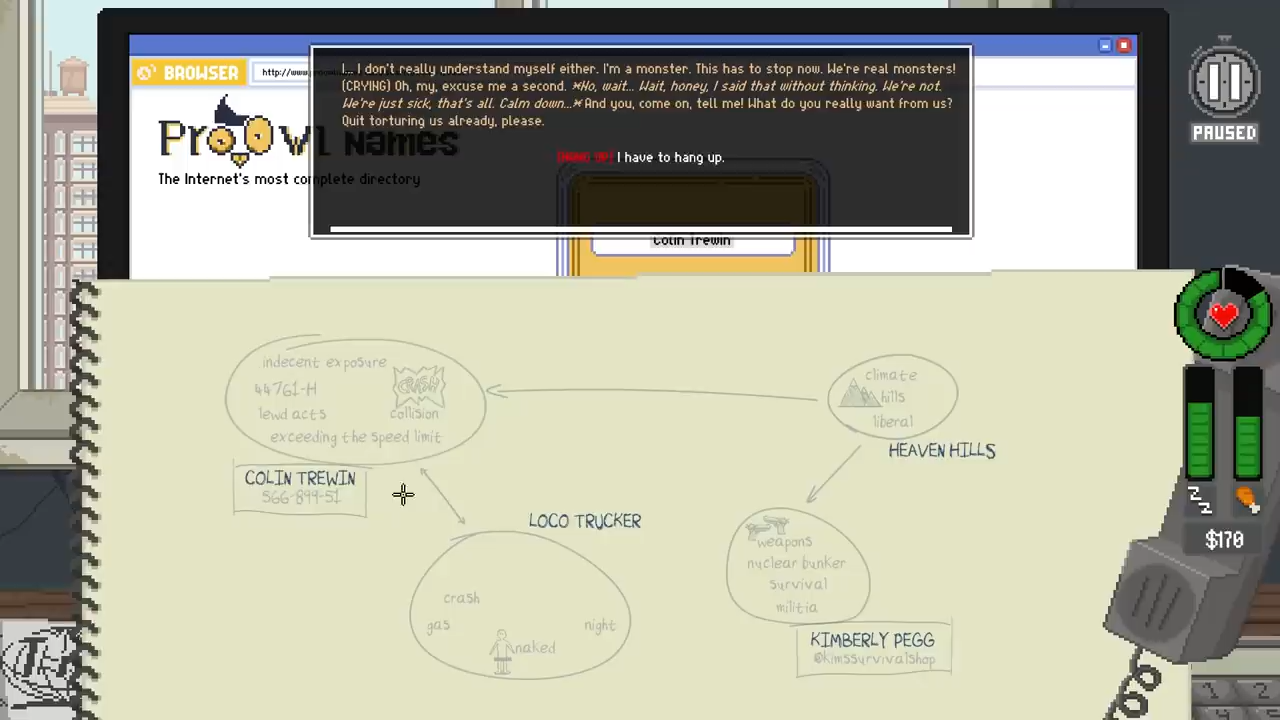 BROWSER
http://www.
I... I don't really understand myself either. I'm a monster. This has to stop now. We're real monsters!
(CRYING) Oh, my, excuse me a second. *Ho, wait... Wait, honey, I said that without thinking. We're not.
We're just sick, that's all. Calm down...* And you, come on, tell me! What do you really want from us?
Quit torturing us already, please.
[HANG UP] I have to hang up.
PrOOwl names
The Internet's most complete directory
Colin Trewin
PAUSED
indecent exposure
44761-H
CRASH
lewd acts
collision
exceeding the speed limit
COLIN TREWIN
566-899-51
climate
hills
liberal
HEAVEN HILLS
LOCO TRUCKER
crash
gas
night
naked
weapons
nuclear bunker
survival
militia
KIMBERLY PEGG
@kimssurvivalshop
$170
1 2